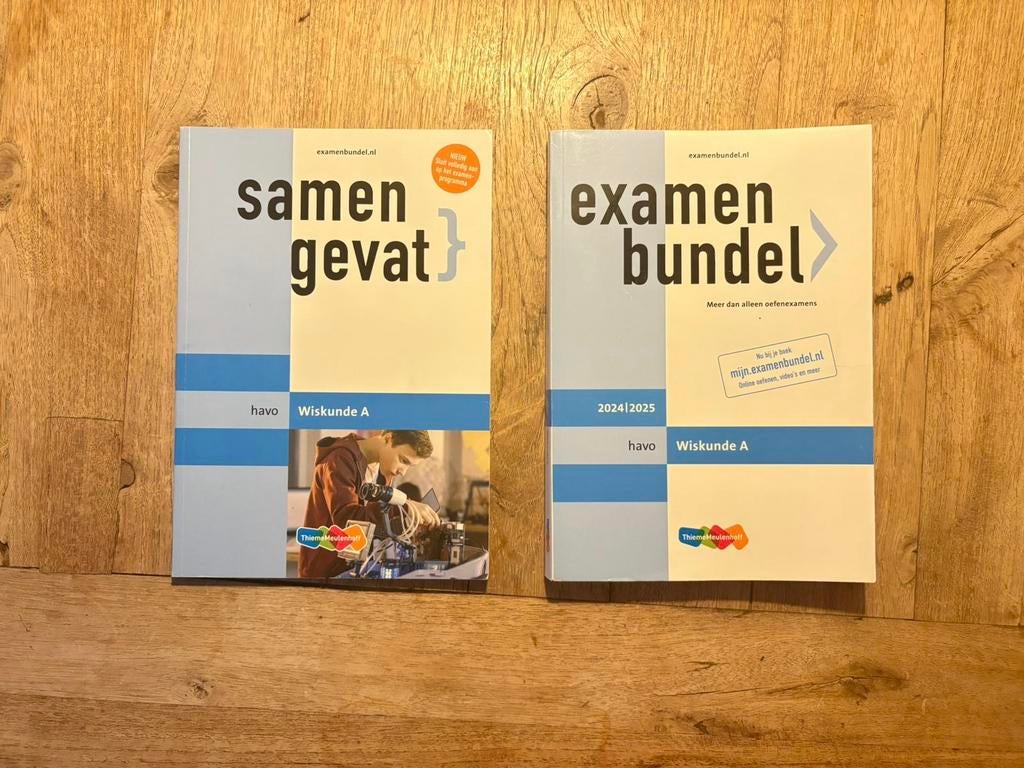 examenbundel.nl
NIEUW
Sluit volledig aan
op het examen-
programma
samen
gevat}
havo
Wiskunde A
ThiemeMeulenhoff
examenbundel.nl
examen
bundel>
Meer dan alleen oefenexamens
Nu bij je boek
mijn.examenbundel.nl
Online oefenen, video's en meer
2024|2025
havo
Wiskunde A
ThiemeMeulenhoff